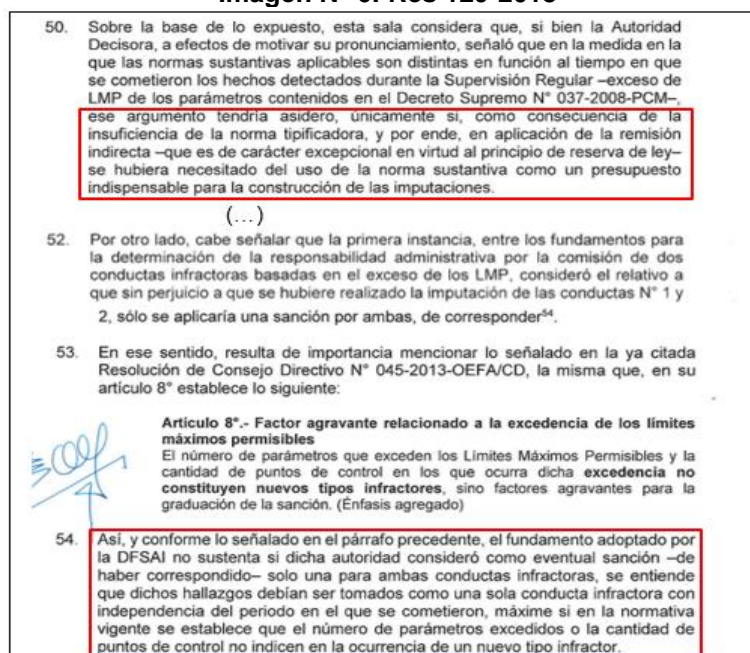 Imagen N° Res
50. Sobre la base de lo expuesto, esta sala considera que, si bien la Autoridad
Decisora, a efectos de motivar su pronunciamiento, señaló que en la medida en la
que las normas sustantivas aplicables son distintas en función al tiempo en que
se cometieron los hechos detectados durante la Supervisión Regular –exceso de
LMP de los parámetros contenidos en el Decreto Supremo N° 037-2008-PCM–,
ese argumento tendría asidero, únicamente si, como consecuencia de la
insuficiencia de la norma tipificadora, y por ende, en aplicación de la remisión
indirecta –que es de carácter excepcional en virtud al principio de reserva de ley–
se hubiera necesitado del uso de la norma sustantiva como un presupuesto
indispensable para la construcción de las imputaciones.
(...)
52. Por otro lado, cabe señalar que la primera instancia, entre los fundamentos para
la determinación de la responsabilidad administrativa por la comisión de dos
conductas infractoras basadas en el exceso de los LMP, consideró el relativo a
que sin perjuicio a que se hubiere realizado la imputación de las conductas N° 1 y
2, sólo se aplicaría una sanción por ambas, de corresponder⁵⁴.
53. En ese sentido, resulta de importancia mencionar lo señalado en la ya citada
Resolución de Consejo Directivo N° 045-2013-OEFA/CD, la misma que, en su
artículo 8° establece lo siguiente:
Artículo 8°.- Factor agravante relacionado a la excedencia de los límites
máximos permisibles
El número de parámetros que exceden los Límites Máximos Permisibles y la
cantidad de puntos de control en los que ocurra dicha excedencia no
constituyen nuevos tipos infractores, sino factores agravantes para la
graduación de la sanción. (Énfasis agregado)
54. Así, y conforme lo señalado en el párrafo precedente, el fundamento adoptado por
la DFSAI no sustenta si dicha autoridad consideró como eventual sanción –de
haber correspondido– solo una para ambas conductas infractoras, se entiende
que dichos hallazgos debían ser tomados como una sola conducta infractora con
independencia del periodo en el que se cometieron, máxime si en la normativa
vigente se establece que el número de parámetros excedidos o la cantidad de
puntos de control no indicen en la ocurrencia de un nuevo tipo infractor.